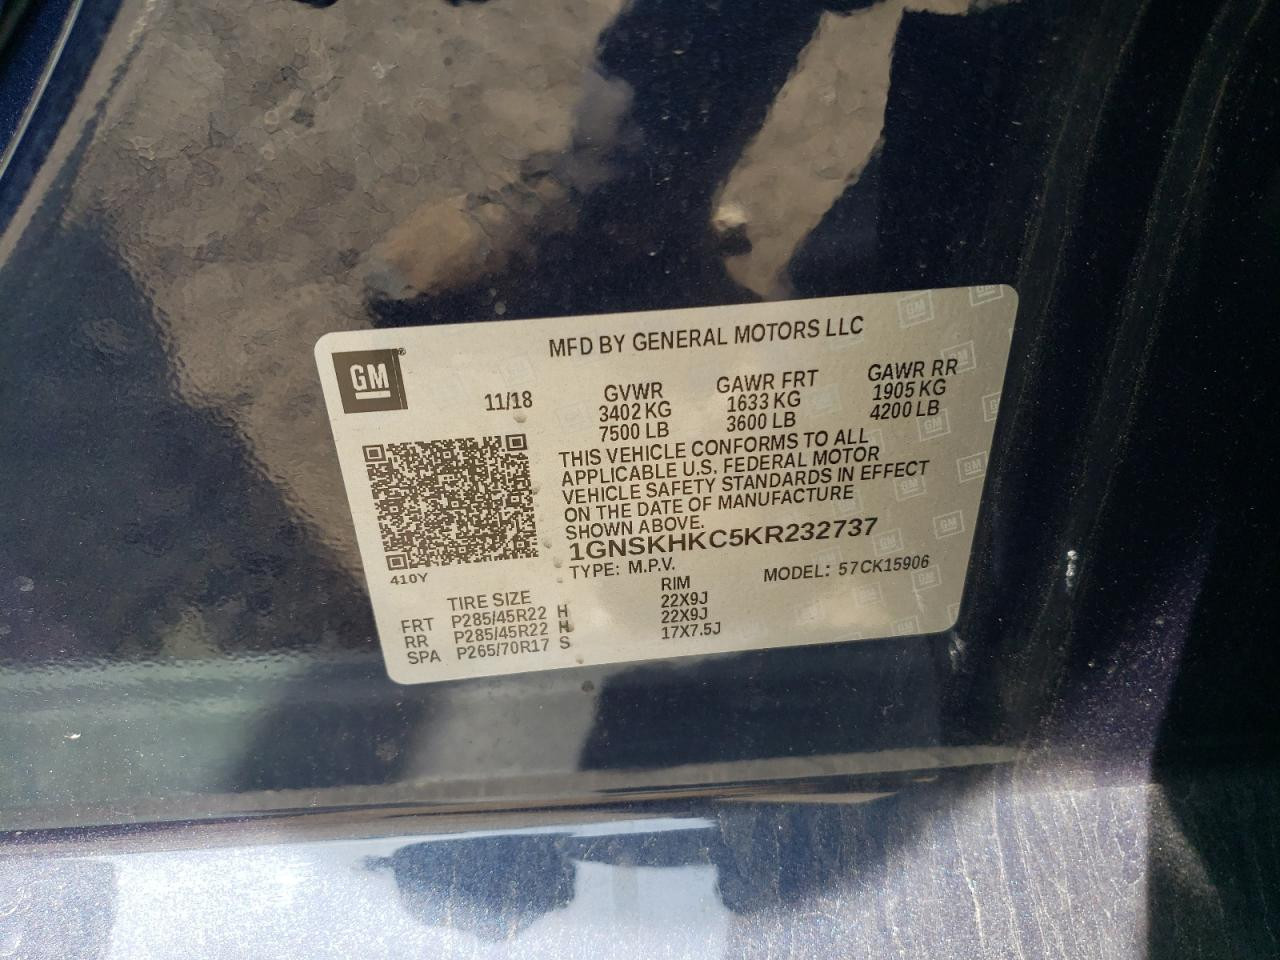 MFD BY GENERAL MOTORS LLC
GM
11/18
GVWR
3402 KG
7500 LB
GAWR FRT
1633 KG
3600 LB
GAWR RR
1905 KG
4200 LB
THIS VEHICLE CONFORMS TO ALL
APPLICABLE U.S. FEDERAL MOTOR
VEHICLE SAFETY STANDARDS IN EFFECT
ON THE DATE OF MANUFACTURE
SHOWN ABOVE.
1GNSKHKC5KR232737
TYPE: M.P.V. MODEL: 57CK15906
410Y
TIRE SIZE RIM
FRT P285/45R22 H 22X9J
RR P285/45R22 H 22X9J
SPA P265/70R17 S 17X7.5J